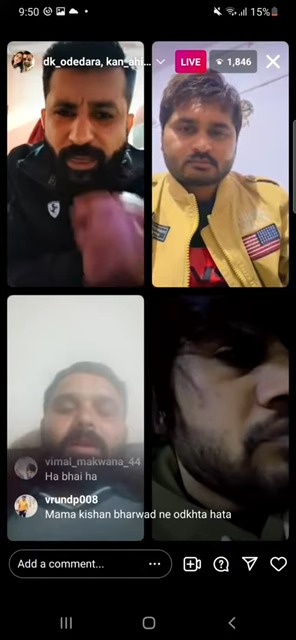 9:50
15%
dk_odedara, kan_ahi...
LIVE
1,846
vimal_makwana_44
Ha bhai ha
vrundp008
Mama kishan bharwad ne odkhta hata
Add a comment...